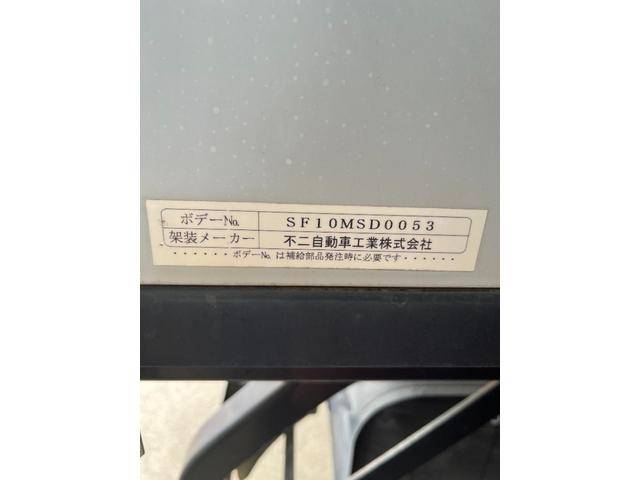 ボデー№ SF10MSD0053
架装メーカー 不二自動車工業株式会社
・・・・・・ボデー№は補給部品発注時に必要です・・・・・・